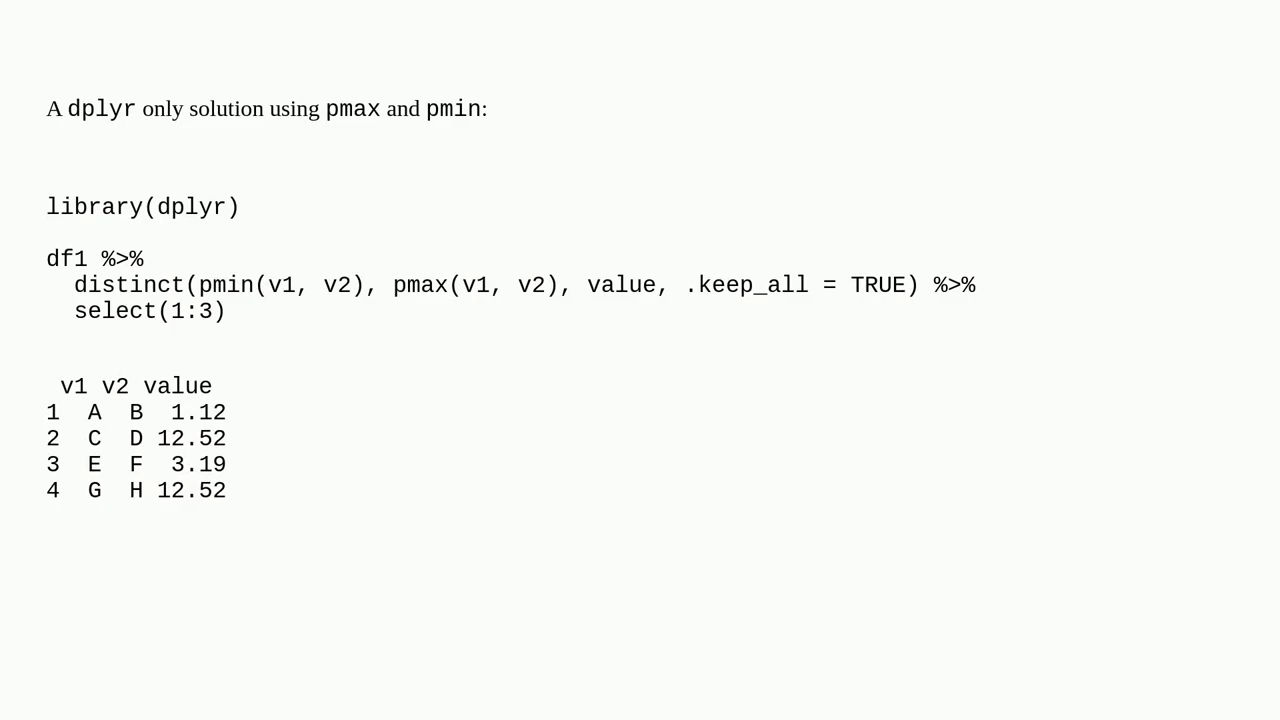 A dplyr only solution using pmax and pmin:
library(dplyr)
df1 %>%
  distinct(pmin(v1, v2), pmax(v1, v2), value, .keep_all = TRUE) %>%
  select(1:3)
 v1 v2 value
1  A  B  1.12
2  C  D 12.52
3  E  F  3.19
4  G  H 12.52